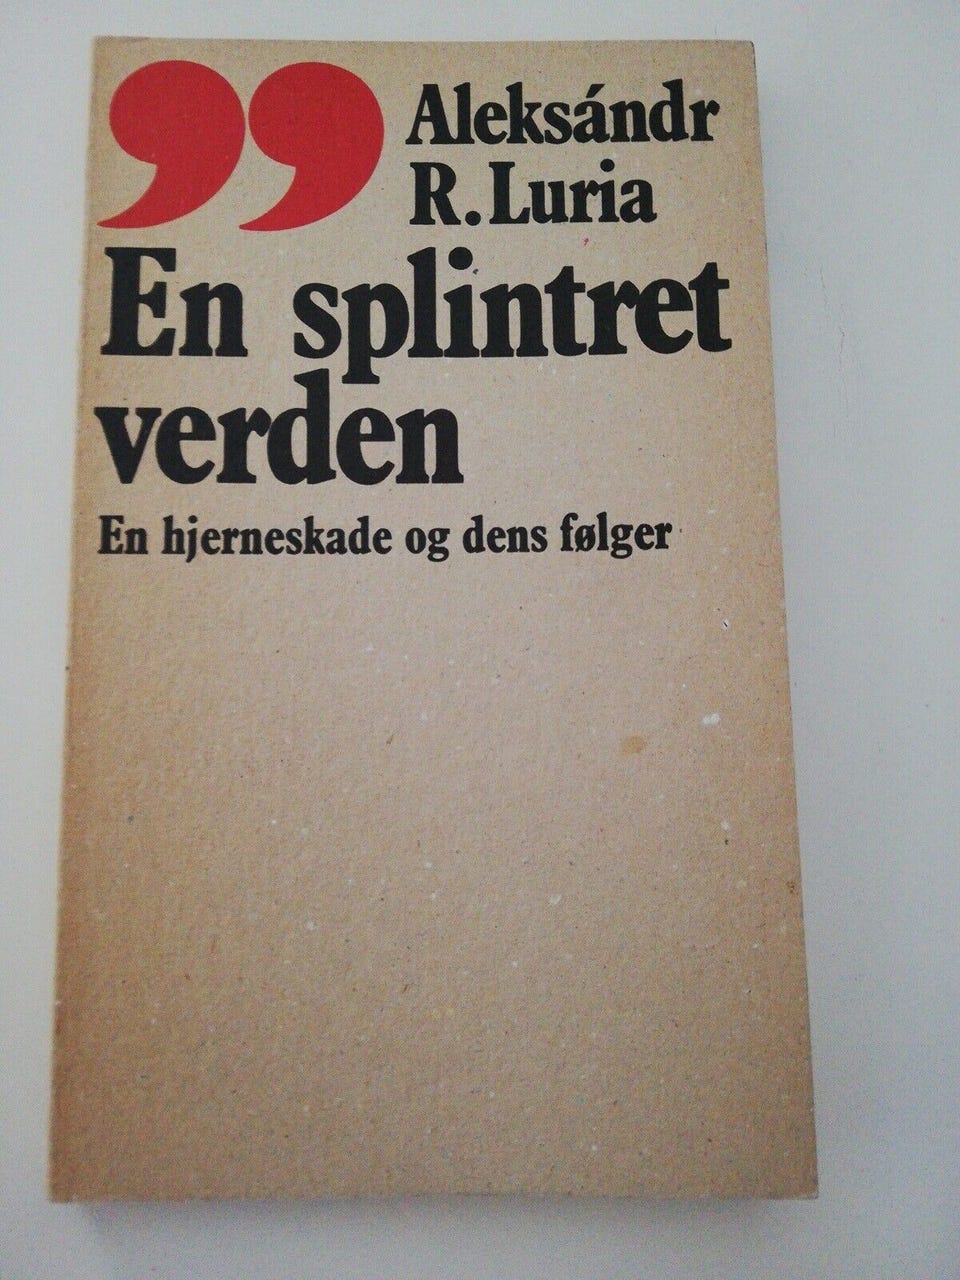 ”
Aleksándr
R. Luria
En splintret
verden
En hjerneskade og dens følger